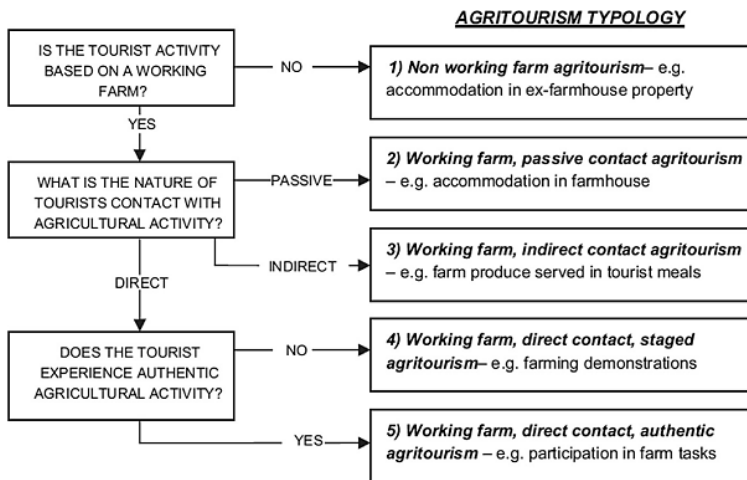 AGRITOURISM TYPOLOGY
IS THE TOURIST ACTIVITY
BASED ON A WORKING
FARM?
NO
1) Non working farm agritourism– e.g.
accommodation in ex-farmhouse property
YES
WHAT IS THE NATURE OF
TOURISTS CONTACT WITH
AGRICULTURAL ACTIVITY?
PASSIVE
2) Working farm, passive contact agritourism
– e.g. accommodation in farmhouse
INDIRECT
3) Working farm, indirect contact agritourism
– e.g. farm produce served in tourist meals
DIRECT
DOES THE TOURIST
EXPERIENCE AUTHENTIC
AGRICULTURAL ACTIVITY?
NO
4) Working farm, direct contact, staged
agritourism– e.g. farming demonstrations
YES
5) Working farm, direct contact, authentic
agritourism – e.g. participation in farm tasks